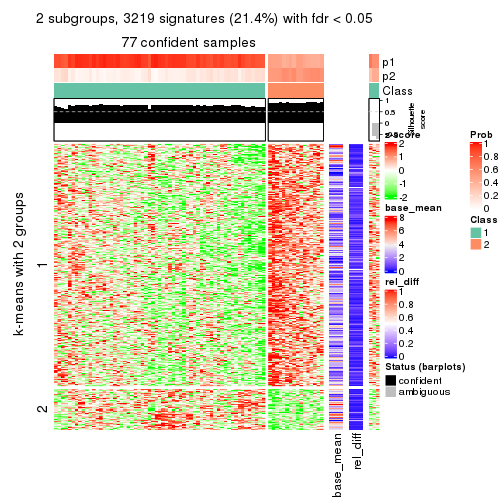 2 subgroups, 3219 signatures (21.4%) with fdr < 0.05
77 confident samples
p1
p2
Class
1
0.5
0
-0.5
Silhouette
score
k-means with 2 groups
1
2
base_mean
rel_diff
z-score
2
1
0
-1
-2
base_mean
8
6
4
2
0
rel_diff
1
0.8
0.6
0.4
0.2
0
Status (barplots)
confident
ambiguous
Prob
1
0.8
0.6
0.4
0.2
0
Class
1
2